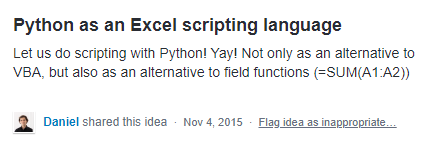 Python as an Excel scripting language
Let us do scripting with Python! Yay! Not only as an alternative to
VBA, but also as an alternative to field functions (=SUM(A1:A2))
Daniel shared this idea · Nov 4, 2015 · Flag idea as inappropriate…